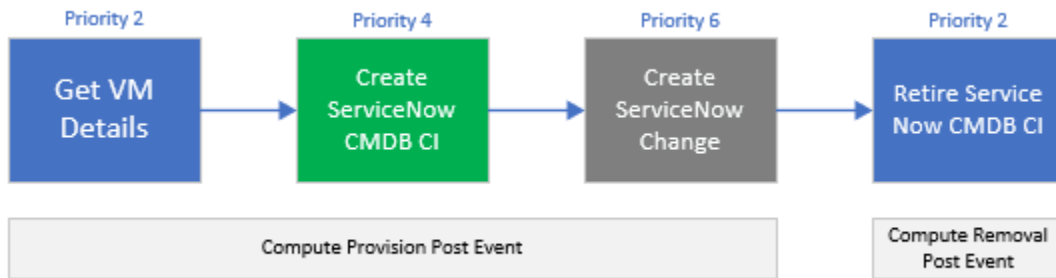 Priority 2
Priority 4
Priority 6
Priority 2
Get VM
Details
Create
ServiceNow
CMDB CI
Create
ServiceNow
Change
Retire Service
Now CMDB CI
Compute Provision Post Event
Compute Removal
Post Event